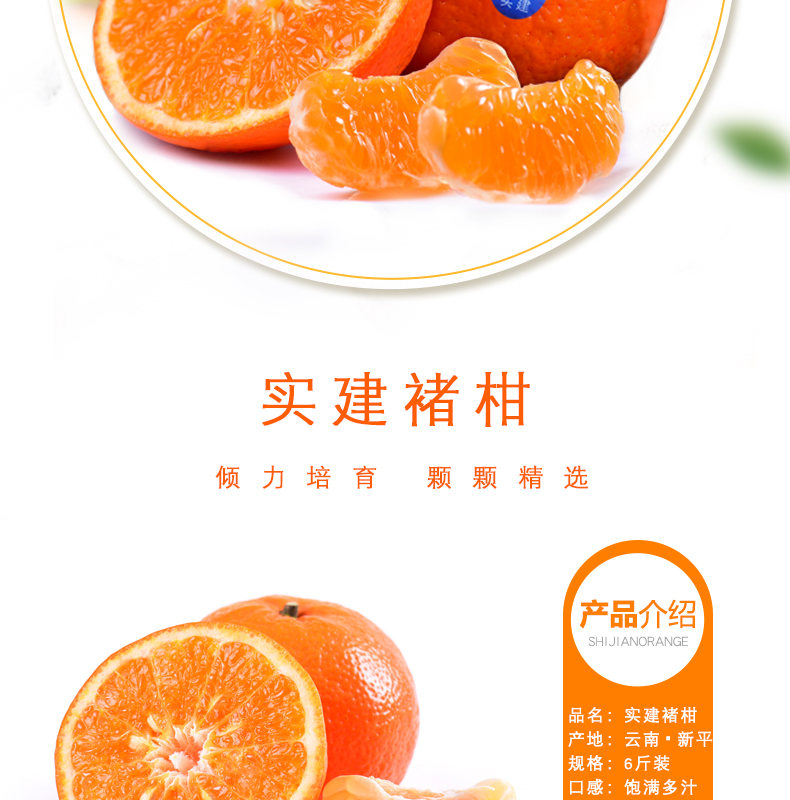 实建
实建褚柑
倾力培育 颗颗精选
产品介绍
SHIJIANORANGE
品名：实建褚柑
产地：云南·新平
规格：6斤装
口感：饱满多汁